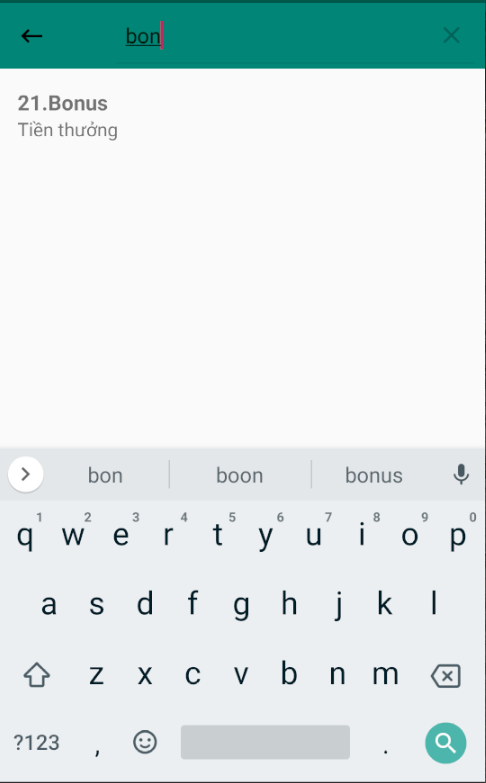 bon
21.Bonus
Tiền thưởng
bon boon bonus
1 2 3 4 5 6 7 8 9 0
q w e r t y u i o p
a s d f g h j k l
z x c v b n m
?123 , .